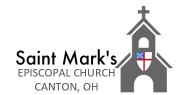 Saint Mark's
EPISCOPAL CHURCH
CANTON, OH